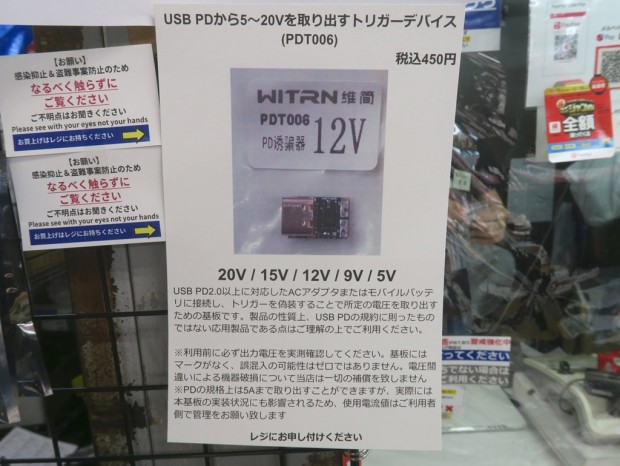 USB PDから5～20Vを取り出すトリガーデバイス
(PDT006)
税込450円
WITRN维简
PDT006
PD诱骗器
12V
20V / 15V / 12V / 9V / 5V
USB PD2.0以上に対応したACアダプタまたはモバイルバッテ
リに接続し、トリガーを偽装することで所定の電圧を取り出す
ための基板です。製品の性質上、USB PDの規約に則ったもの
ではない応用製品である点はご理解の上でご利用ください。
※利用前に必ず出力電圧を実測確認してください。基板には
マークがなく、誤混入の可能性はゼロではありません。電圧間
違いによる機器破損について当店は一切の補償を致しません
※PDの規格上は5Aまで取り出すことができますが、実際には
本基板の実装状況にも影響されるため、使用電流値はご利用者
側で管理をお願い致します
レジにお申し付けください
【お願い】
感染抑止＆盗難事案防止のため
なるべく触らずに
ご覧ください
ご不明点はお聞きください
Please see with your eyes not your hands
お買上げはレジにお持ちください
【お願い】
感染抑止＆盗難事案防止のため
なるべく触らずに
ご覧ください
ご不明点はお聞きください
Please see with your eyes not your hands
お買上げはレジにお持ちください
全額
警戒強化中
ってください
ください